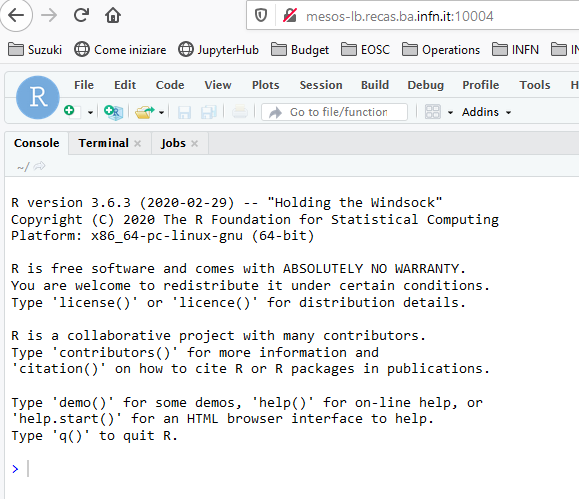 mesos-lb.recas.ba.infn.it:10004
Suzuki Come iniziare JupyterHub Budget EOSC Operations INFN IN
File Edit Code View Plots Session Build Debug Profile Tools H
R
R Go to file/function Addins
Console Terminal Jobs
~/
R version 3.6.3 (2020-02-29) -- "Holding the Windsock"
Copyright (C) 2020 The R Foundation for Statistical Computing
Platform: x86_64-pc-linux-gnu (64-bit)
R is free software and comes with ABSOLUTELY NO WARRANTY.
You are welcome to redistribute it under certain conditions.
Type 'license()' or 'licence()' for distribution details.
R is a collaborative project with many contributors.
Type 'contributors()' for more information and
'citation()' on how to cite R or R packages in publications.
Type 'demo()' for some demos, 'help()' for on-line help, or
'help.start()' for an HTML browser interface to help.
Type 'q()' to quit R.
>